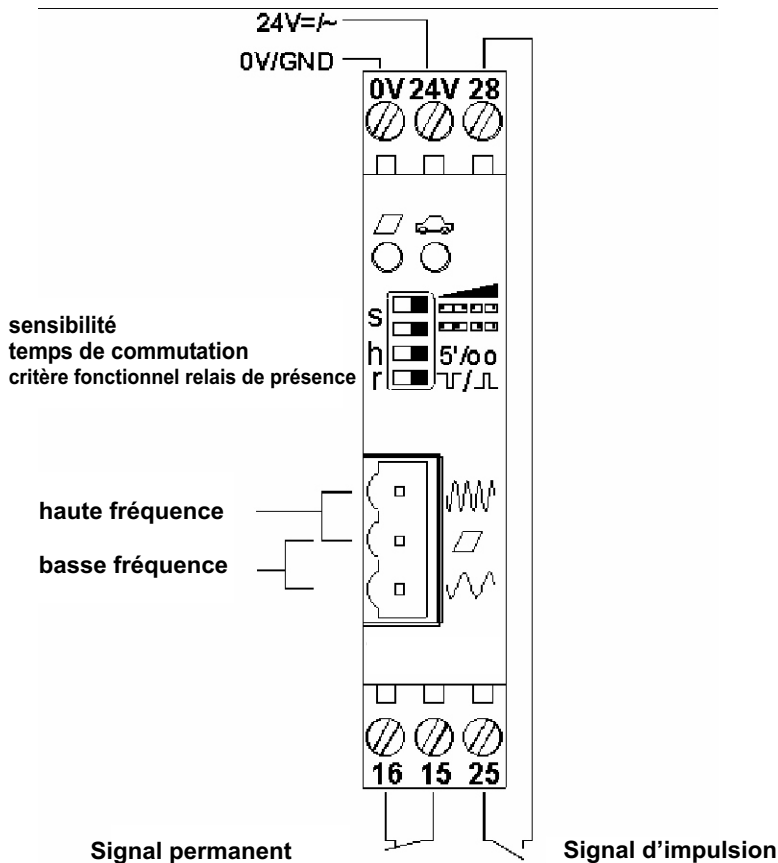 24V=/~
0V/GND
0V 24V 28
s
h 5'/oo
r
sensibilité
temps de commutation
critère fonctionnel relais de présence
haute fréquence
basse fréquence
16 15 25
Signal permanent
Signal d’impulsion